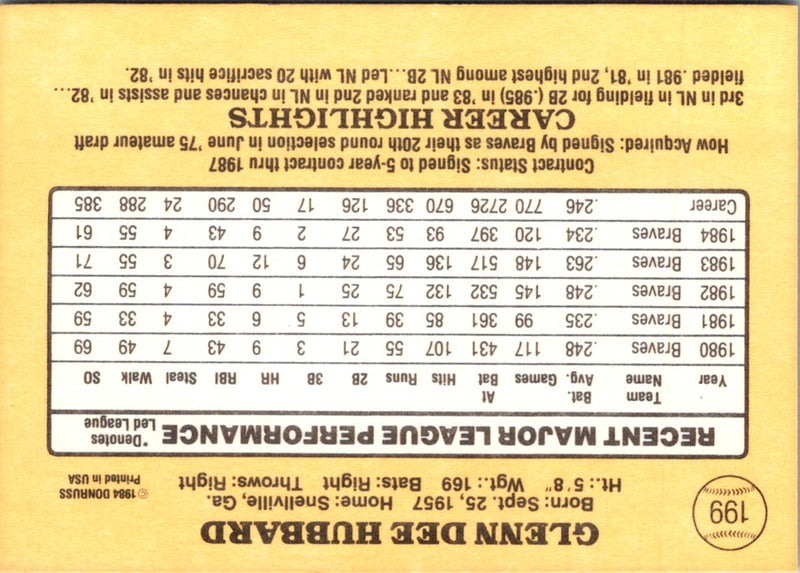 199
GLENN DEE HUBBARD
Born: Sept. 25, 1957 Home: Snellville, Ga.
Ht.: 5'8" Wgt.: 169 Bats: Right Throws: Right
© 1984 DONRUSS
Printed in USA
RECENT MAJOR LEAGUE PERFORMANCE *Denotes Led League
Year Team Name Bat. Avg. Games At Bat Hits Runs 2B 3B HR RBI Steal Walk SO
1980 Braves .248 117 431 107 55 21 3 9 43 7 49 69
1981 Braves .235 99 361 85 39 13 5 6 33 4 33 59
1982 Braves .248 145 532 132 75 25 1 9 59 4 59 62
1983 Braves .263 148 517 136 65 24 6 12 70 3 55 71
1984 Braves .234 120 397 93 53 27 2 9 43 4 55 61
Career .246 770 2726 670 336 126 17 50 290 24 288 385
Contract Status: Signed to 5-year contract thru 1987
How Acquired: Signed by Braves as their 20th round selection in June '75 amateur draft
CAREER HIGHLIGHTS
3rd in NL in fielding for 2B (.985) in '83 and ranked 2nd in NL in chances and assists in '82...
fielded .981 in '81, 2nd highest among NL 2B...Led NL with 20 sacrifice hits in '82.